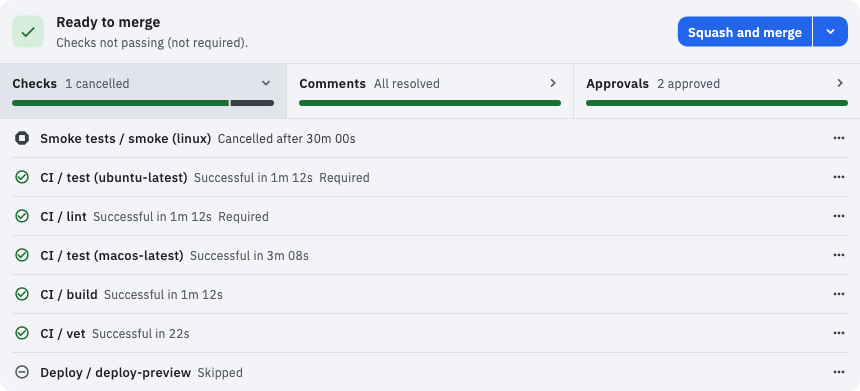 Ready to merge
Checks not passing (not required).
Squash and merge
Checks 1 cancelled
Comments All resolved
Approvals 2 approved
Smoke tests / smoke (linux) Cancelled after 30m 00s
CI / test (ubuntu-latest) Successful in 1m 12s Required
CI / lint Successful in 1m 12s Required
CI / test (macos-latest) Successful in 3m 08s
CI / build Successful in 1m 12s
CI / vet Successful in 22s
Deploy / deploy-preview Skipped